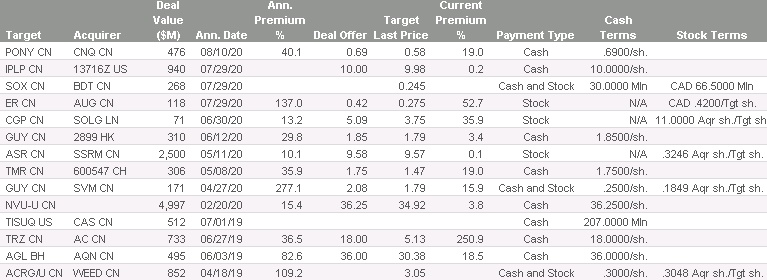 Deal Ann. Current
Value Premium Target Premium Cash
Target Acquirer ($M) Ann. Date % Deal Offer Last Price % Payment Type Terms Stock Terms
PONY CN CNQ CN 476 08/10/20 40.1 0.69 0.58 19.0 Cash .6900/sh.
IPLP CN 13716Z US 940 07/29/20 10.00 9.98 0.2 Cash 10.0000/sh.
SOX CN BDT CN 268 07/29/20 0.245 Cash and Stock 30.0000 Mln CAD 66.5000 Mln
ER CN AUG CN 118 07/29/20 137.0 0.42 0.275 52.7 Stock N/A CAD .4200/Tgt sh.
CGP CN SOLG LN 71 06/30/20 13.2 5.09 3.75 35.9 Stock N/A 11.0000 Aqr sh./Tgt sh.
GUY CN 2899 HK 310 06/12/20 29.8 1.85 1.79 3.4 Cash 1.8500/sh.
ASR CN SSRM CN 2,500 05/11/20 10.1 9.58 9.57 0.1 Stock N/A .3246 Aqr sh./Tgt sh.
TMR CN 600547 CH 306 05/08/20 35.9 1.75 1.47 19.0 Cash 1.7500/sh.
GUY CN SVM CN 171 04/27/20 277.1 2.08 1.79 15.9 Cash and Stock .2500/sh. .1849 Aqr sh./Tgt sh.
NVU-U CN 4,997 02/20/20 15.4 36.25 34.92 3.8 Cash 36.2500/sh.
TISUQ US CAS CN 512 07/01/19 Cash 207.0000 Mln
TRZ CN AC CN 733 06/27/19 36.5 18.00 5.13 250.9 Cash 18.0000/sh.
AGL BH AQN CN 495 06/03/19 82.6 36.00 30.38 18.5 Cash 36.0000/sh.
ACRG/U CN WEED CN 852 04/18/19 109.2 3.05 Cash and Stock .3000/sh. .3048 Aqr sh./Tgt sh.